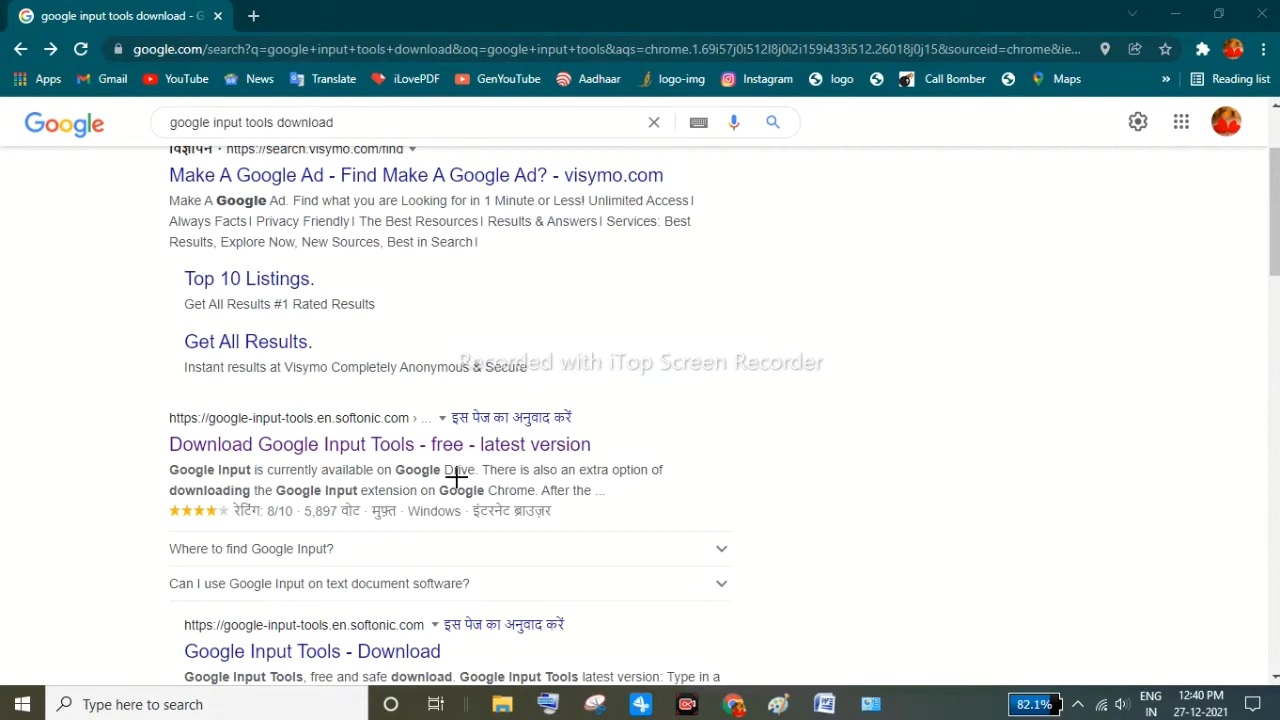 google input tools download - G
google.com/search?q=google+input+tools+download&oq=google+input+tools&aqs=chrome.1.69i57j0i512l8j0i2i159i433i512.26018j0j15&sourceid=chrome&ie...
Apps Gmail YouTube News Translate iLovePDF GenYouTube Aadhaar logo-img Instagram logo Call Bomber Maps » Reading list
Google google input tools download
विज्ञापन · https://search.visymo.com/find
Make A Google Ad - Find Make A Google Ad? - visymo.com
Make A Google Ad. Find what you are Looking for in 1 Minute or Less! Unlimited Access |
Always Facts | Privacy Friendly | The Best Resources | Results & Answers | Services: Best
Results, Explore Now, New Sources, Best in Search |
Top 10 Listings.
Get All Results #1 Rated Results
Get All Results.
Instant results at Visymo Completely Anonymous & Secure
Recorded with iTop Screen Recorder
https://google-input-tools.en.softonic.com › ... इस पेज का अनुवाद करें
Download Google Input Tools - free - latest version
Google Input is currently available on Google Drive. There is also an extra option of
downloading the Google Input extension on Google Chrome. After the ...
रेटिंग: 8/10 · 5,897 वोट · मुफ़्त · Windows · इंटरनेट ब्राउज़र
Where to find Google Input?
Can I use Google Input on text document software?
https://google-input-tools.en.softonic.com इस पेज का अनुवाद करें
Google Input Tools - Download
Google Input Tools, free and safe download. Google Input Tools latest version: Type in a
Type here to search
82.1%
ENG
IN
12:40 PM
27-12-2021